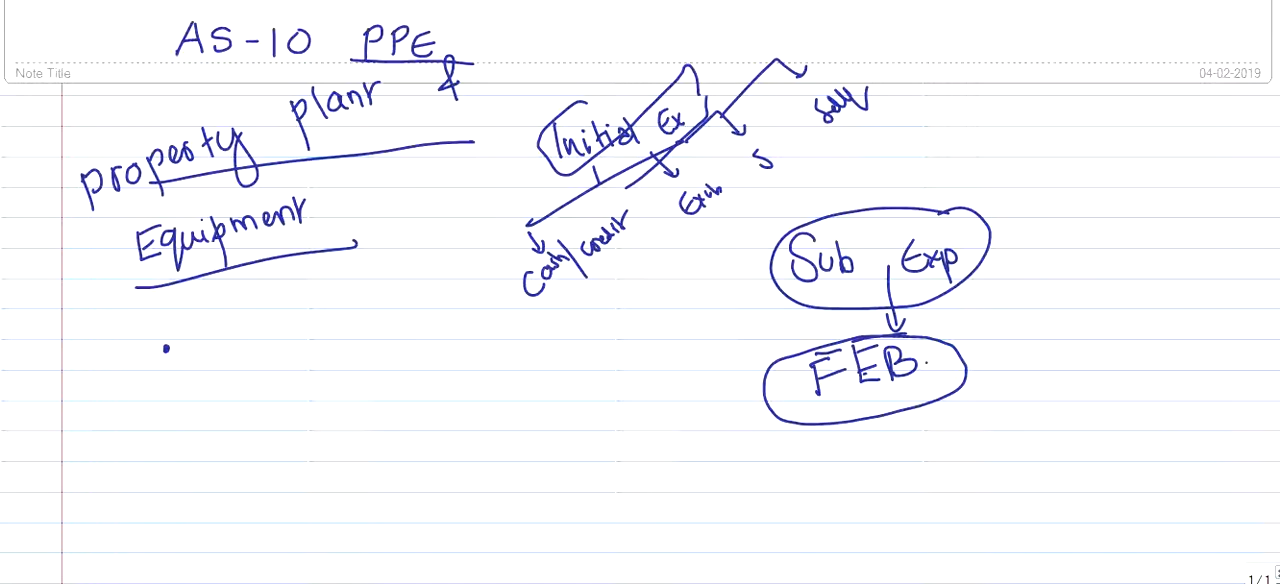 AS-10 PPE
Note Title
04-02-2019
property plant &
Equipment
Initial Ex
Cash/credit
S
Sub Exp
FEB.
1/1